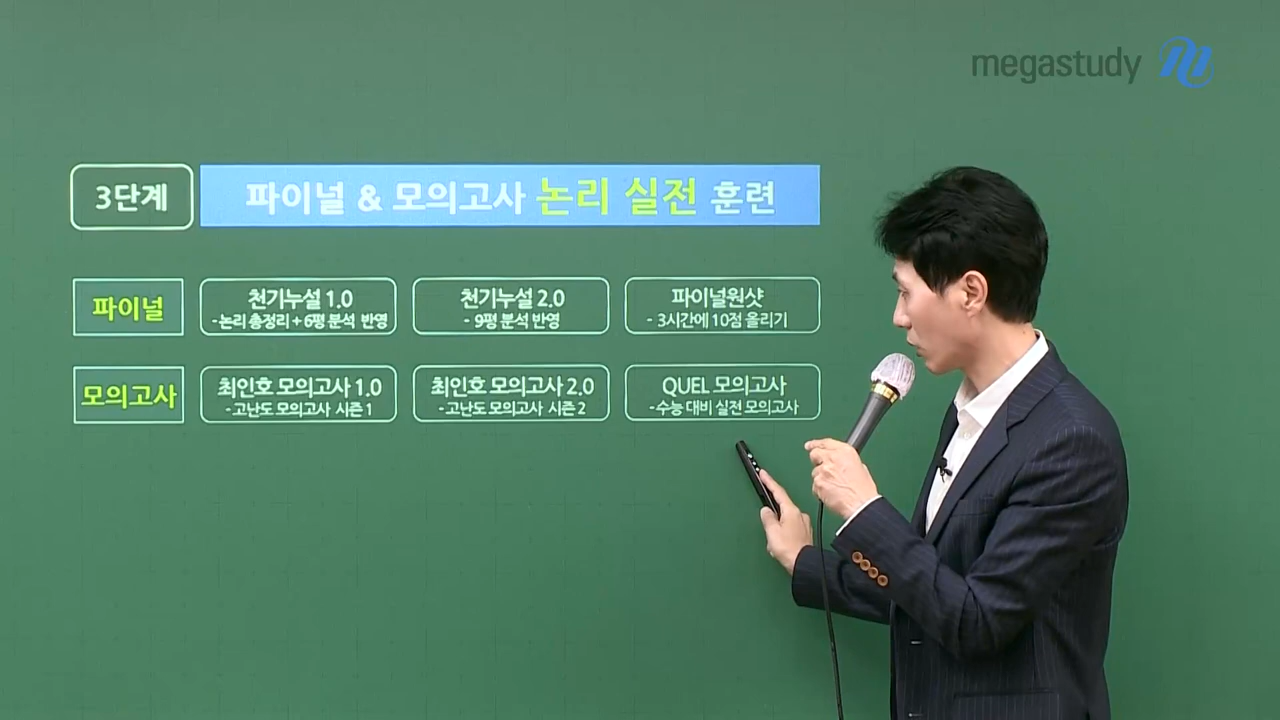 megastudy
3단계
파이널 & 모의고사 논리 실전 훈련
파이널
천기누설 1.0
-논리 총정리 + 6평 분석 반영
천기누설 2.0
- 9평 분석 반영
파이널원샷
- 3시간에 10점 올리기
모의고사
최인호 모의고사 1.0
-고난도 모의고사 시즌 1
최인호 모의고사 2.0
-고난도 모의고사 시즌 2
QUEL 모의고사
-수능 대비 실전 모의고사